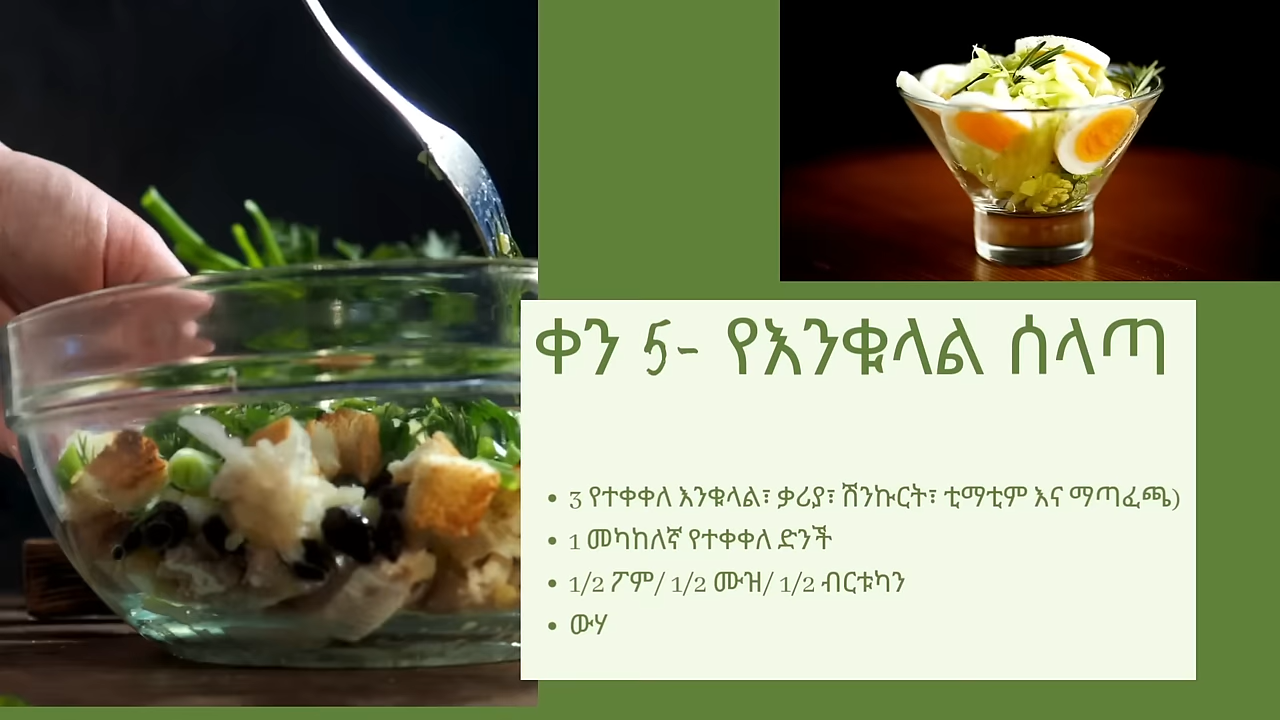 ቀን 5- የእንቁላል ሰላጣ
• 3 የተቀቀለ እንቁላል፣ ቃሪያ፣ ሽንኩርት፣ ቲማቲም እና ማጣፈጫ)
• 1 መካከለኛ የተቀቀለ ድንች
• 1/2 ፖም/ 1/2 ሙዝ/ 1/2 ብርቱካን
• ውሃ